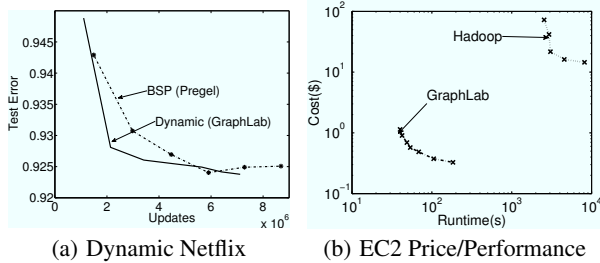 0.945
0.94
0.935
0.93
0.925
0.92
Test Error
BSP (Pregel)
Dynamic (GraphLab)
0 2 4 6 8
Updates
x 10^6
(a) Dynamic Netflix
10^2
10^1
10^0
10^-1
Cost($)
Hadoop
GraphLab
10^1 10^2 10^3 10^4
Runtime(s)
(b) EC2 Price/Performance